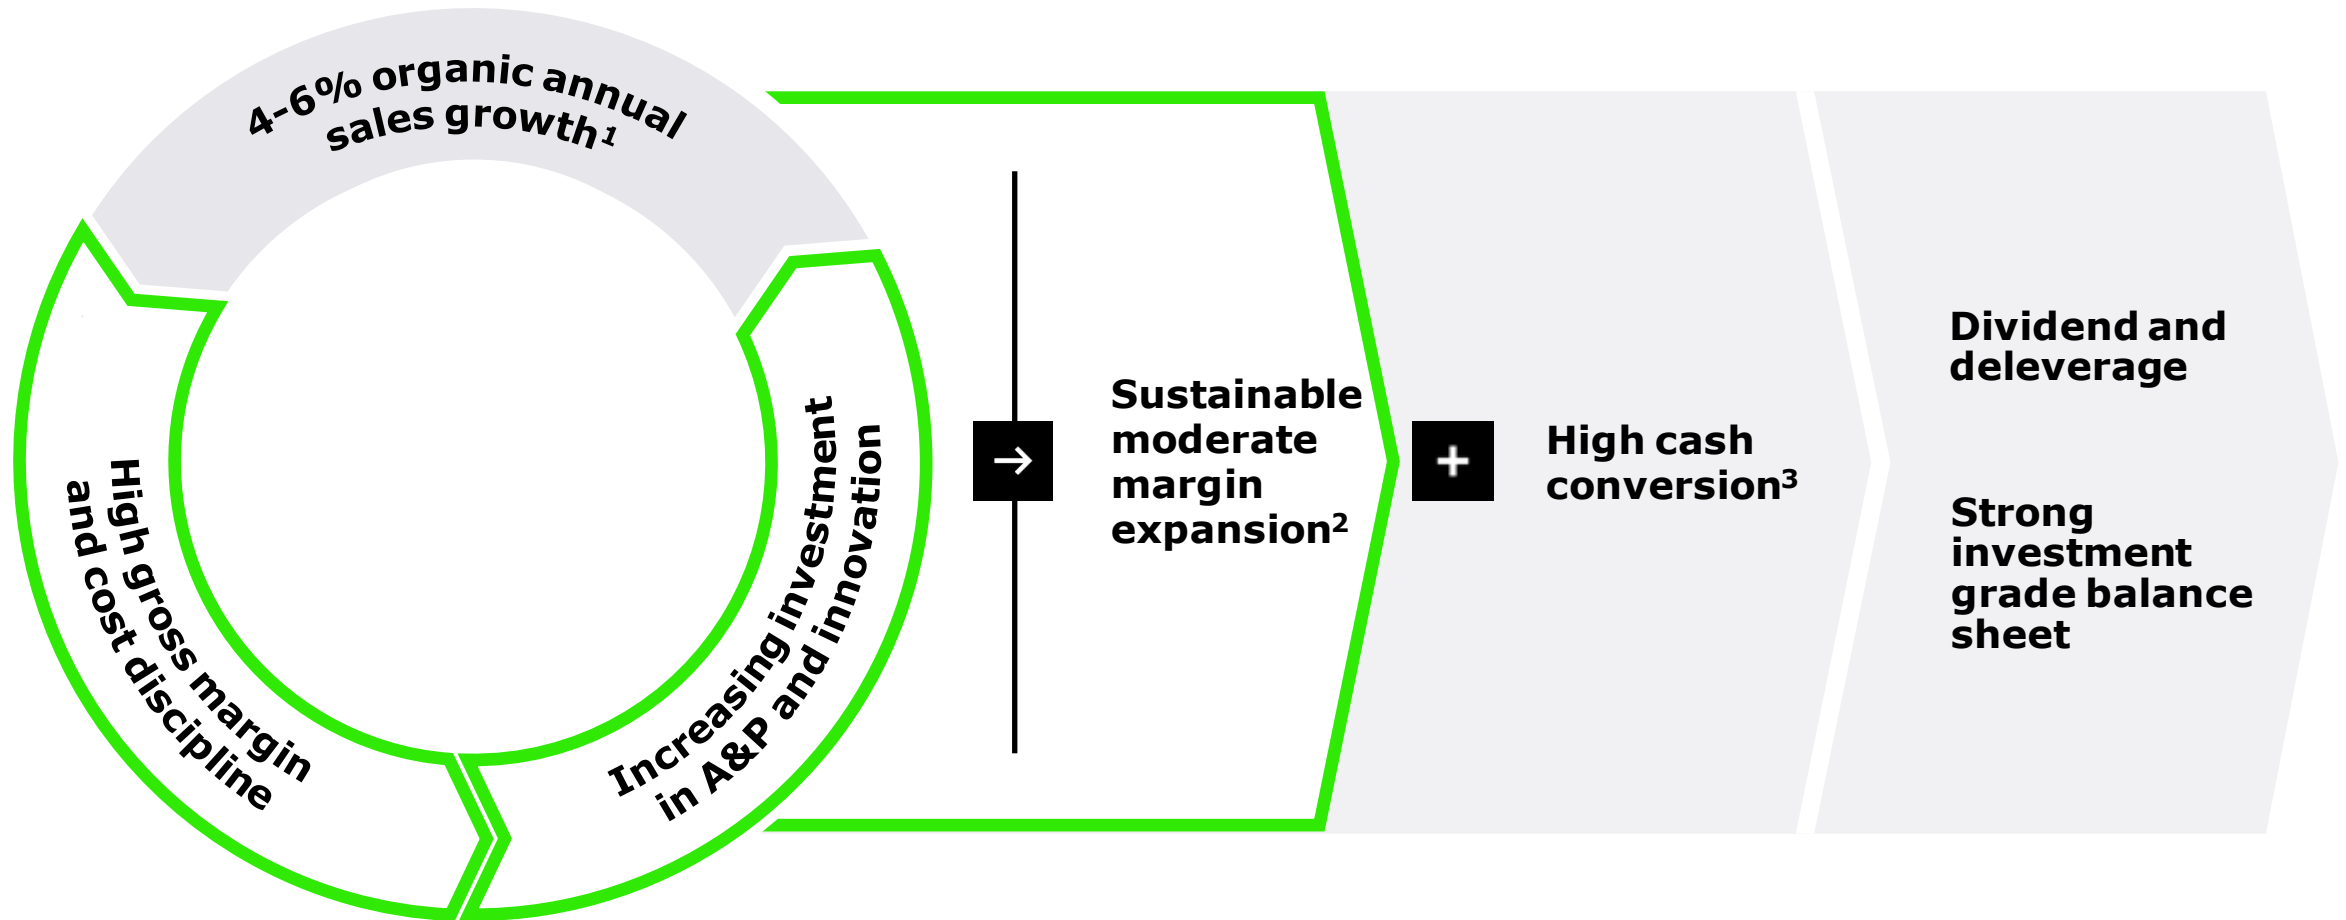 4–6% organic annual
sales growth¹
High gross margin
and cost discipline
Increasing investment
in A&P and innovation
Sustainable
moderate
margin
expansion²
High cash
conversion³
Dividend and
deleverage
Strong
investment
grade balance
sheet